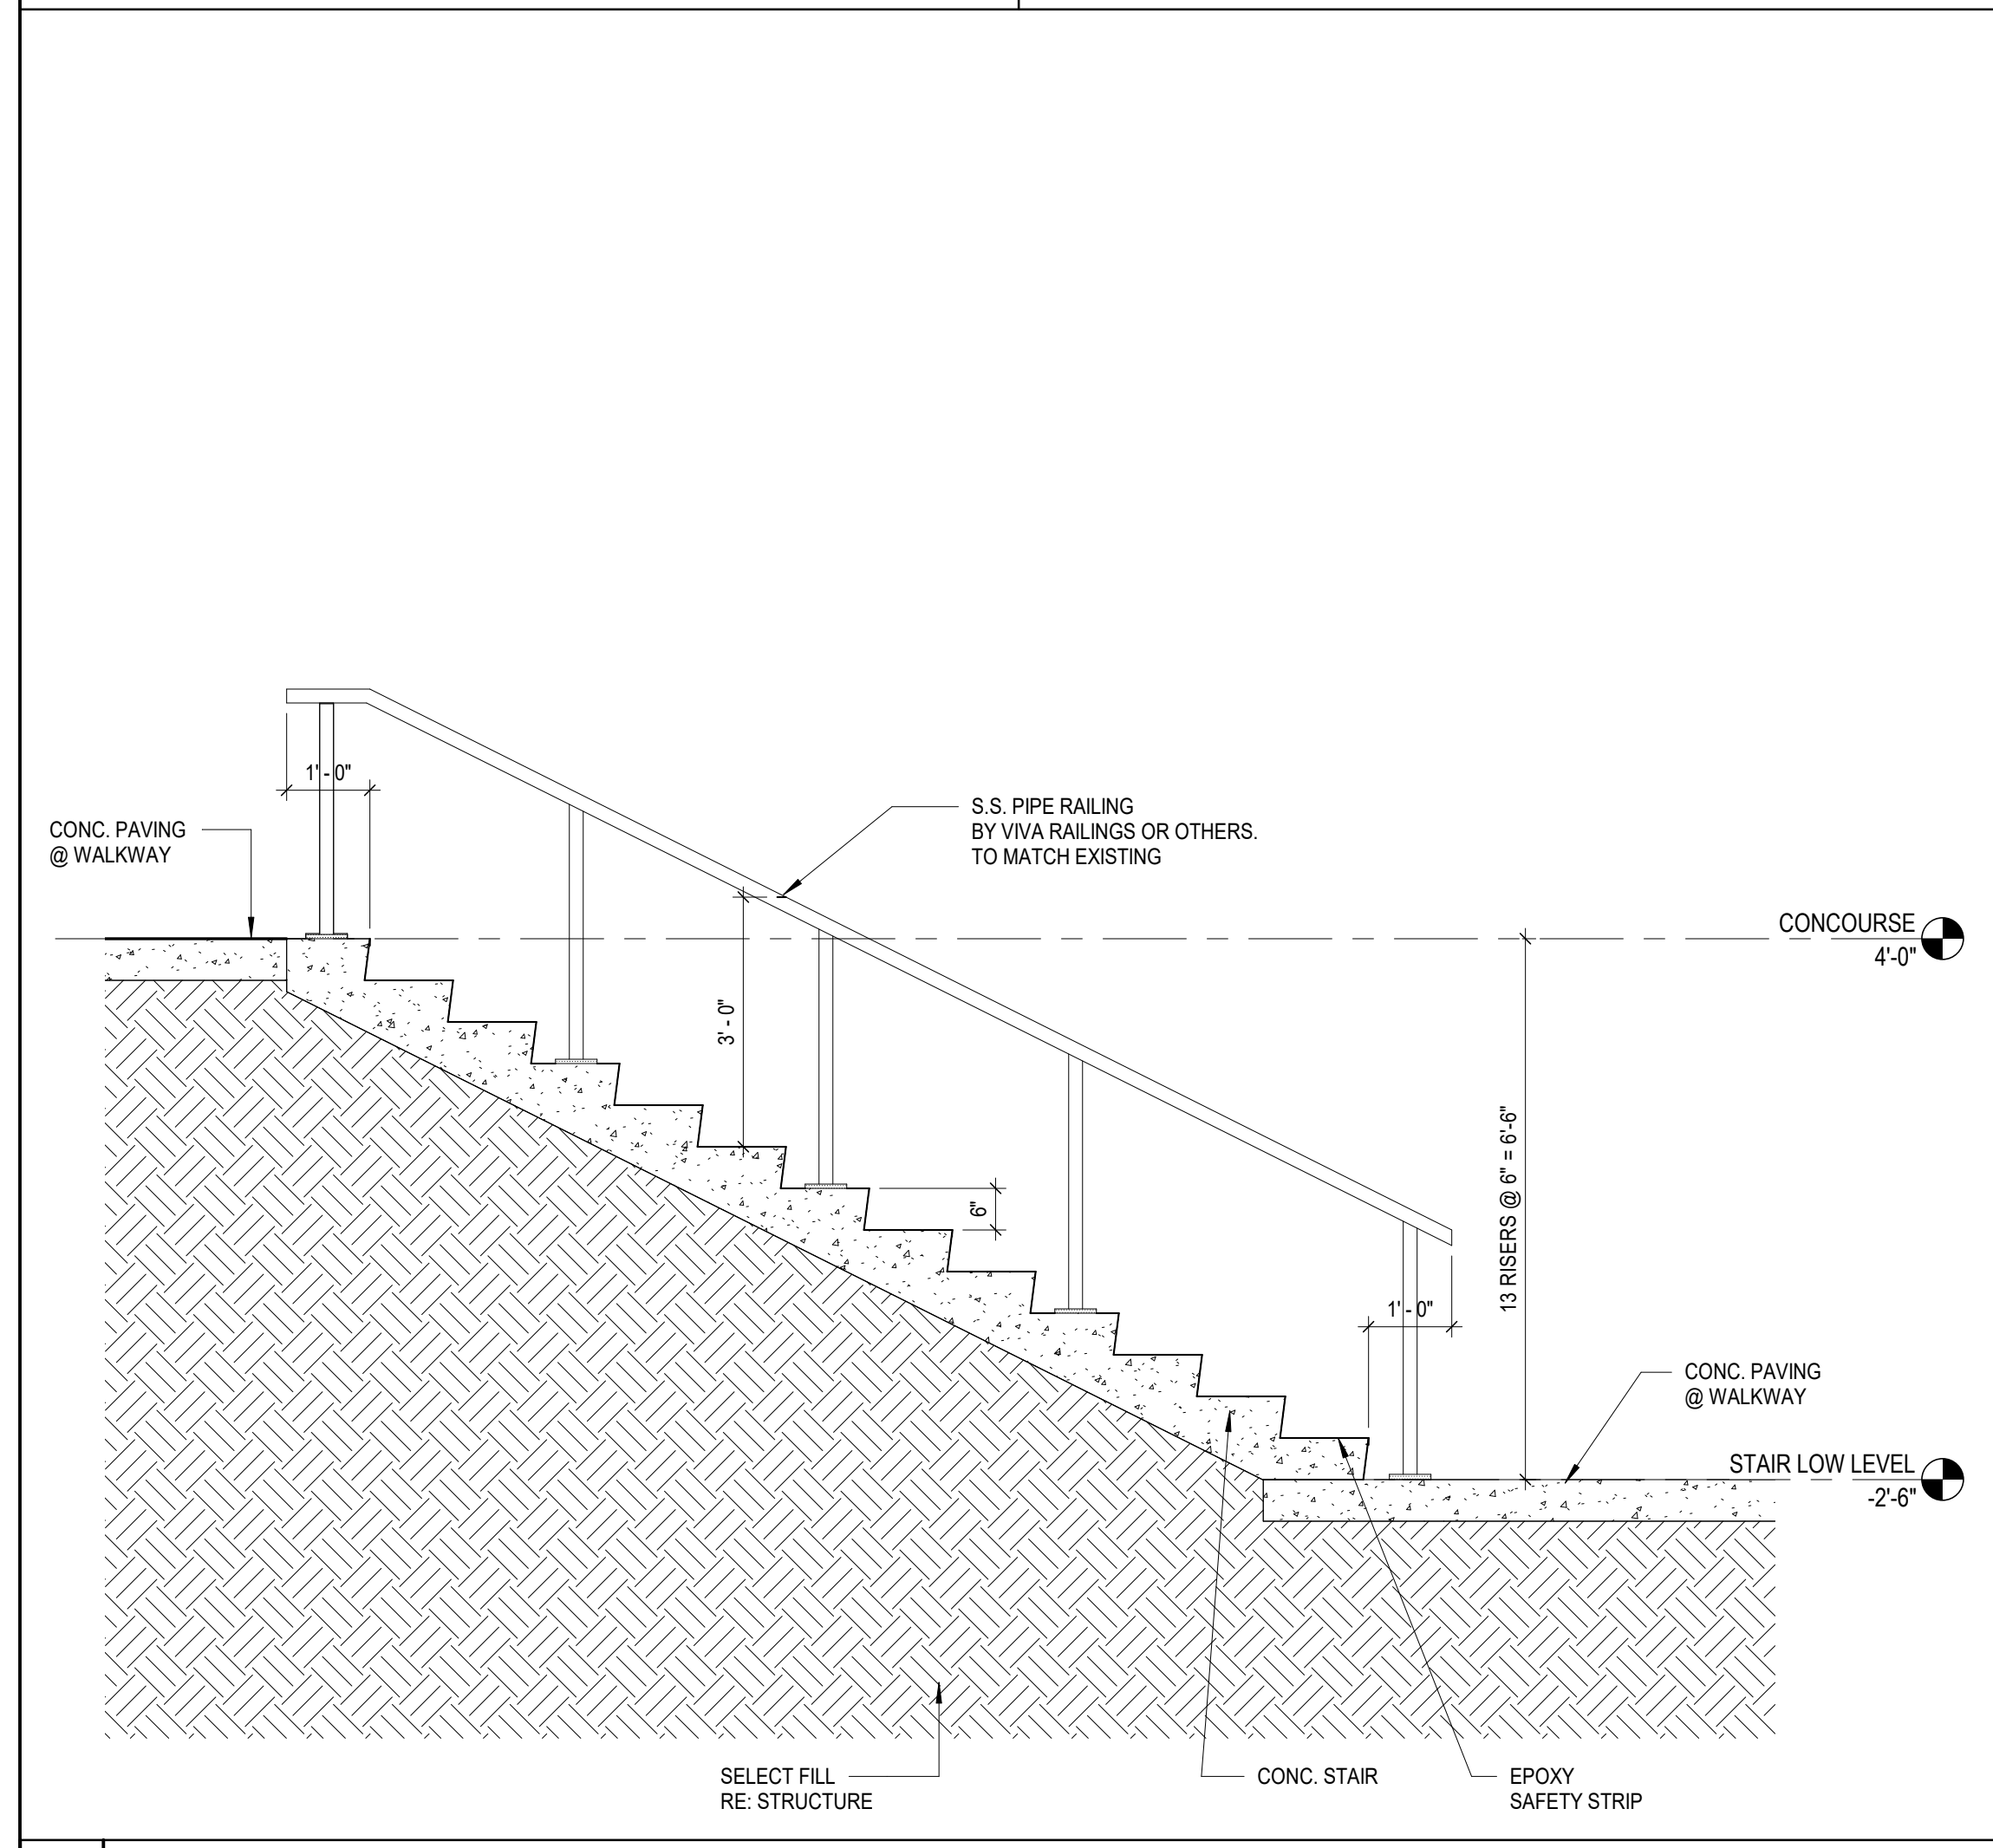 1' - 0"
S.S. PIPE RAILING
BY VIVA RAILINGS OR OTHERS.
TO MATCH EXISTING
CONC. PAVING
@ WALKWAY
CONCOURSE
4'-0"
3' - 0"
6"
13 RISERS @ 6" = 6'-6"
1' - 0"
CONC. PAVING
@ WALKWAY
STAIR LOW LEVEL
-2'-6"
SELECT FILL
RE: STRUCTURE
CONC. STAIR
EPOXY
SAFETY STRIP